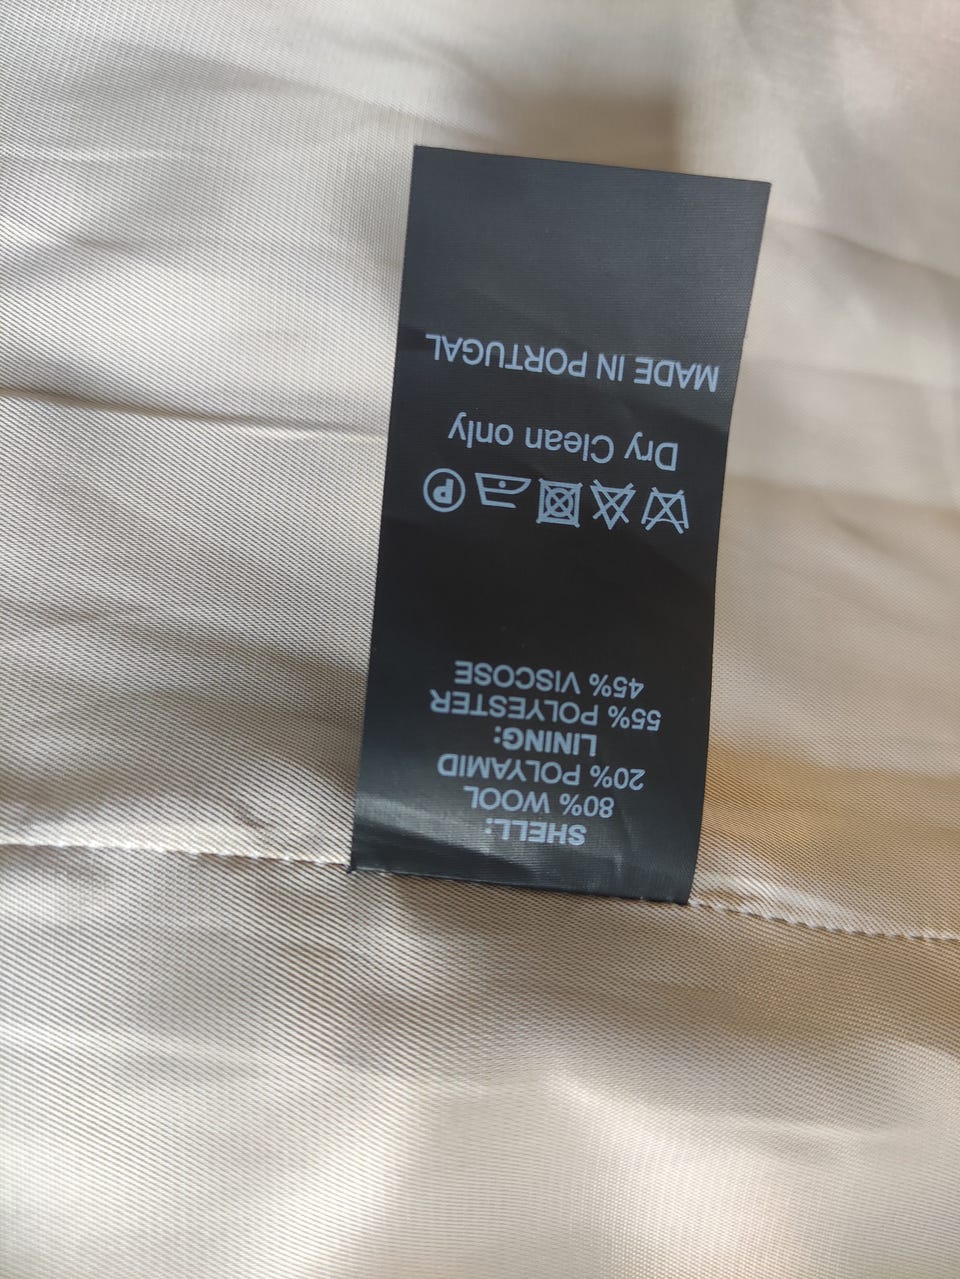 SHELL:
80% WOOL
20% POLYAMID
LINING:
55% POLYESTER
45% VISCOSE
P
Dry Clean only
MADE IN PORTUGAL